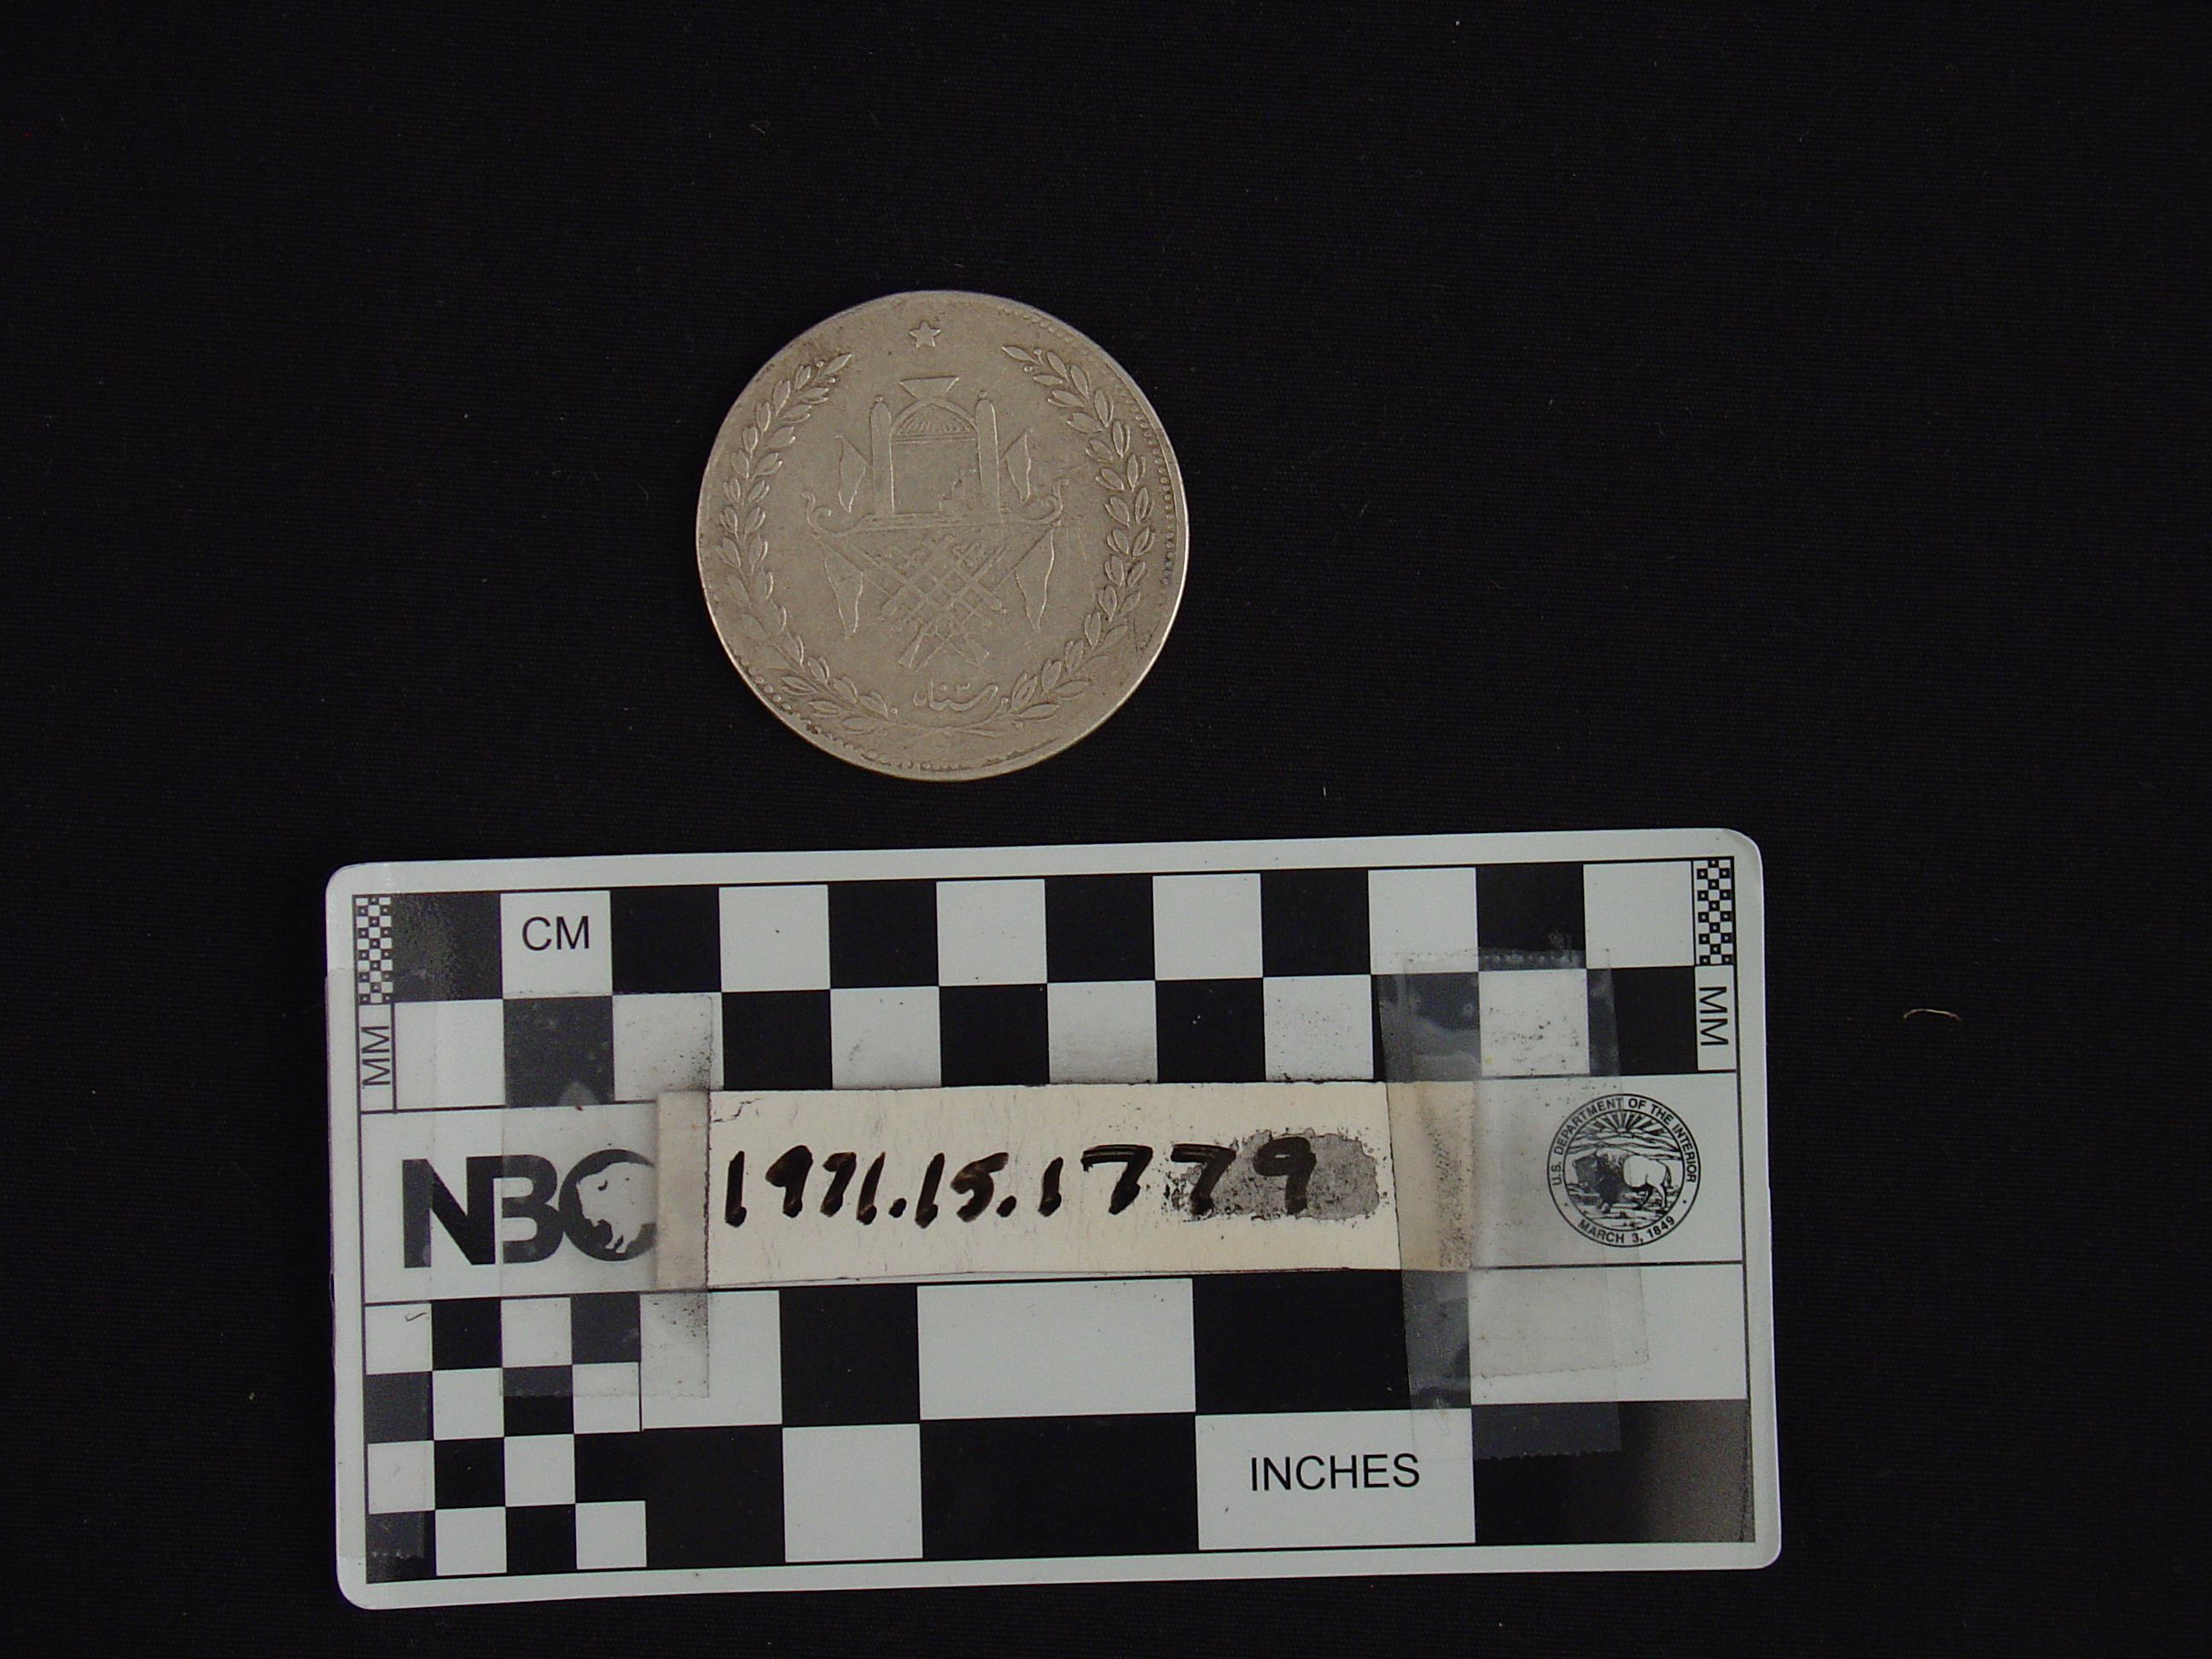 CM
MM
MM
NBC
1971.15.1779
U.S. DEPARTMENT OF THE INTERIOR
MARCH 3, 1849
INCHES